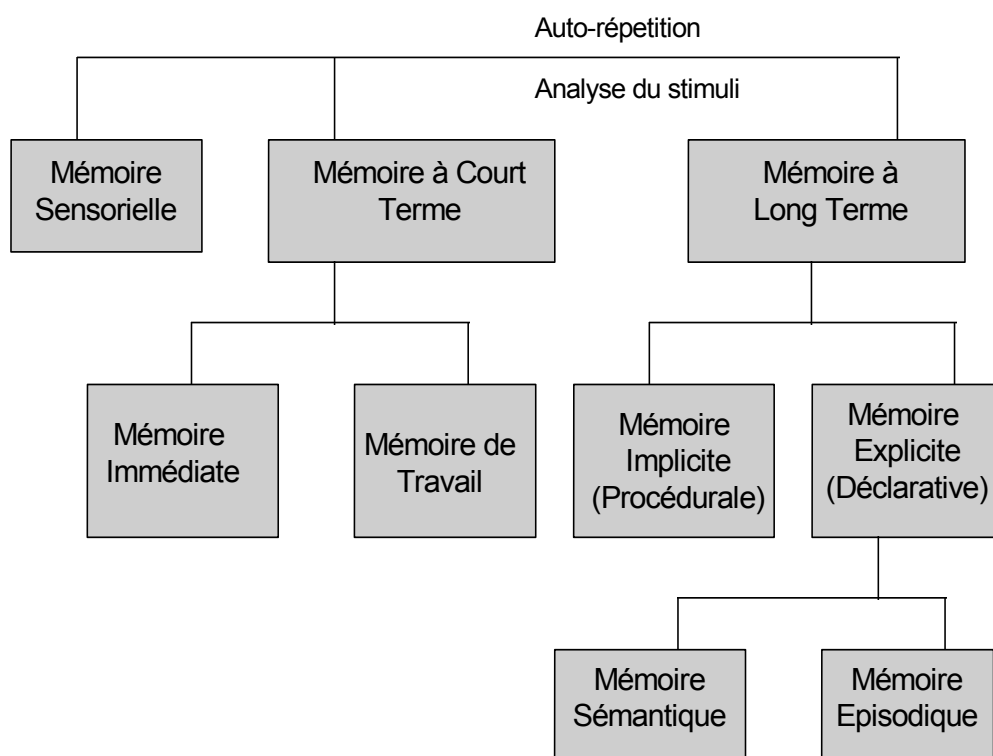 Auto-répetition
Analyse du stimuli
Mémoire
Sensorielle
Mémoire à Court
Terme
Mémoire à
Long Terme
Mémoire
Immédiate
Mémoire de
Travail
Mémoire
Implicite
(Procédurale)
Mémoire
Explicite
(Déclarative)
Mémoire
Sémantique
Mémoire
Episodique